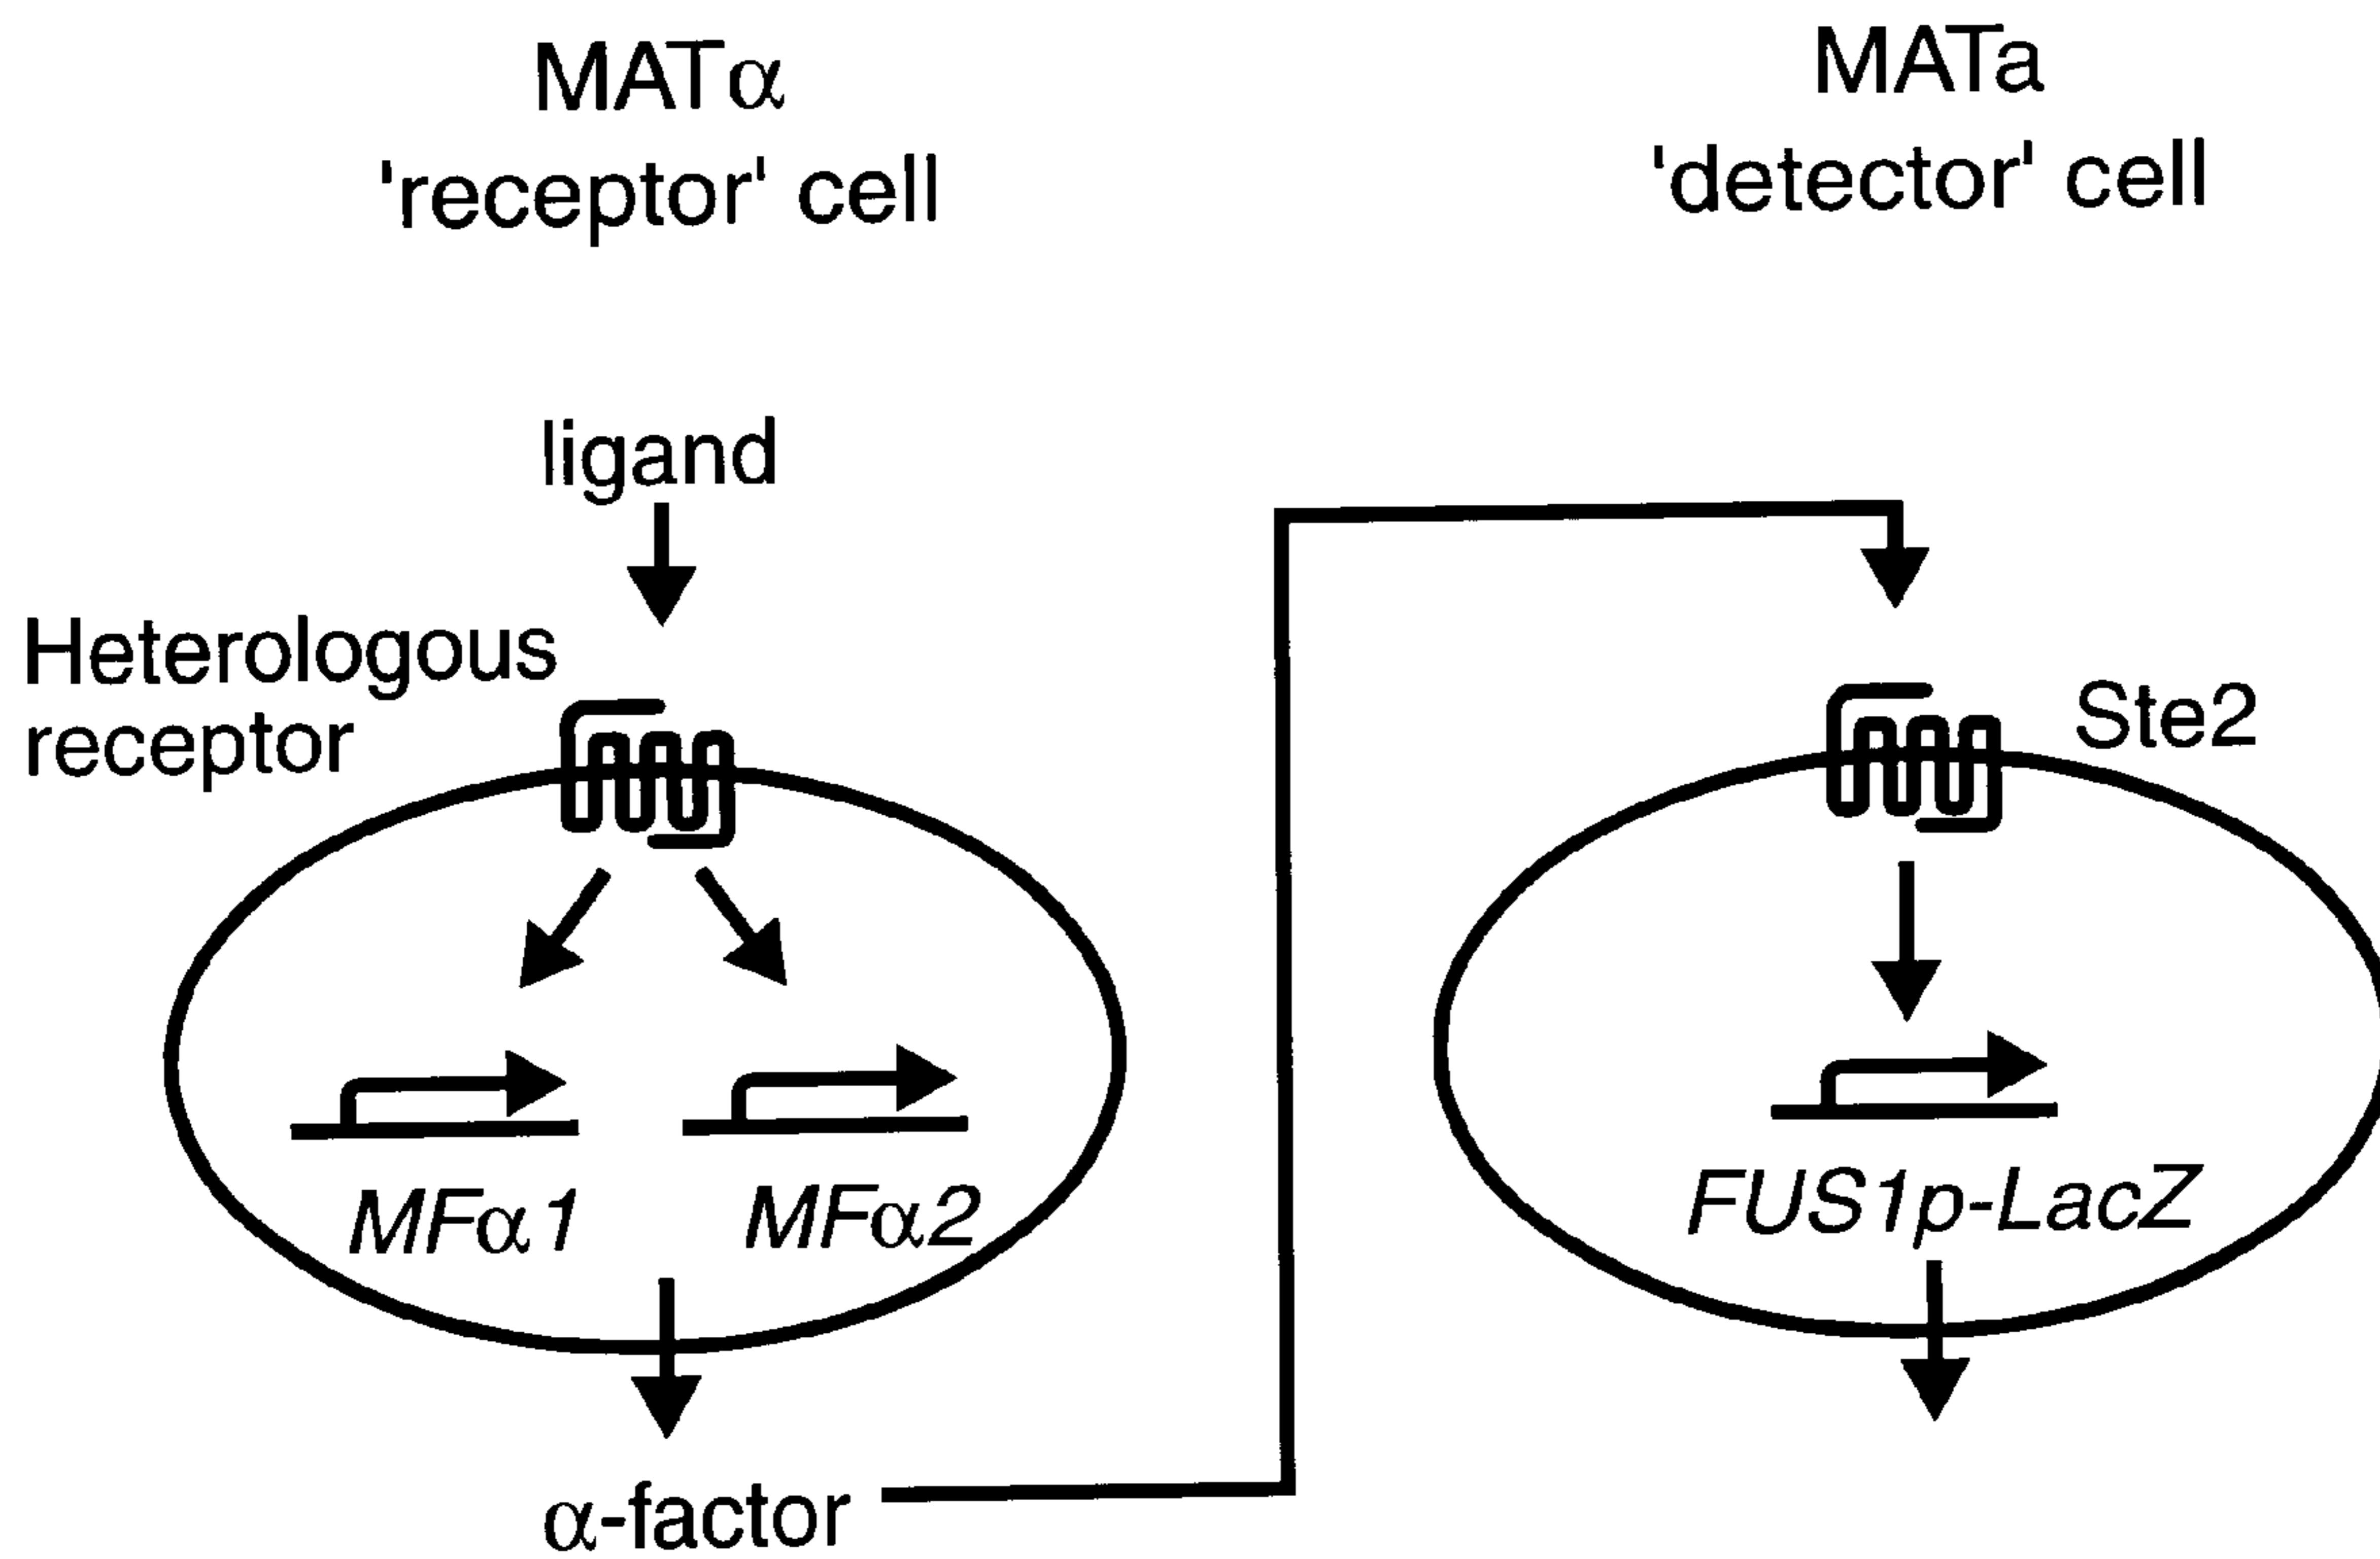 MATα
'receptor' cell
MATa
'detector' cell
ligand
Heterologous
receptor
Ste2
MFα1
MFα2
FUS1p-LacZ
α-factor